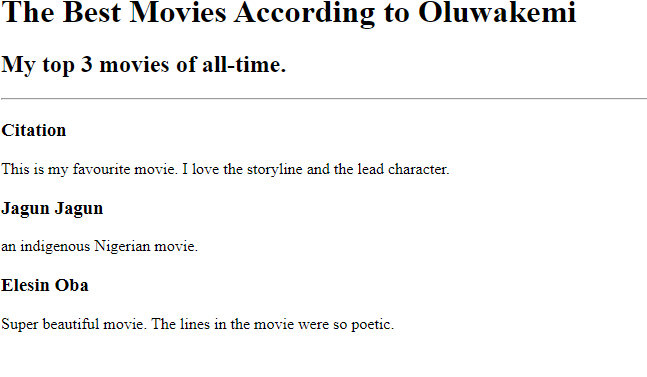 The Best Movies According to Oluwakemi
My top 3 movies of all-time.
Citation
This is my favourite movie. I love the storyline and the lead character.
Jagun Jagun
an indigenous Nigerian movie.
Elesin Oba
Super beautiful movie. The lines in the movie were so poetic.